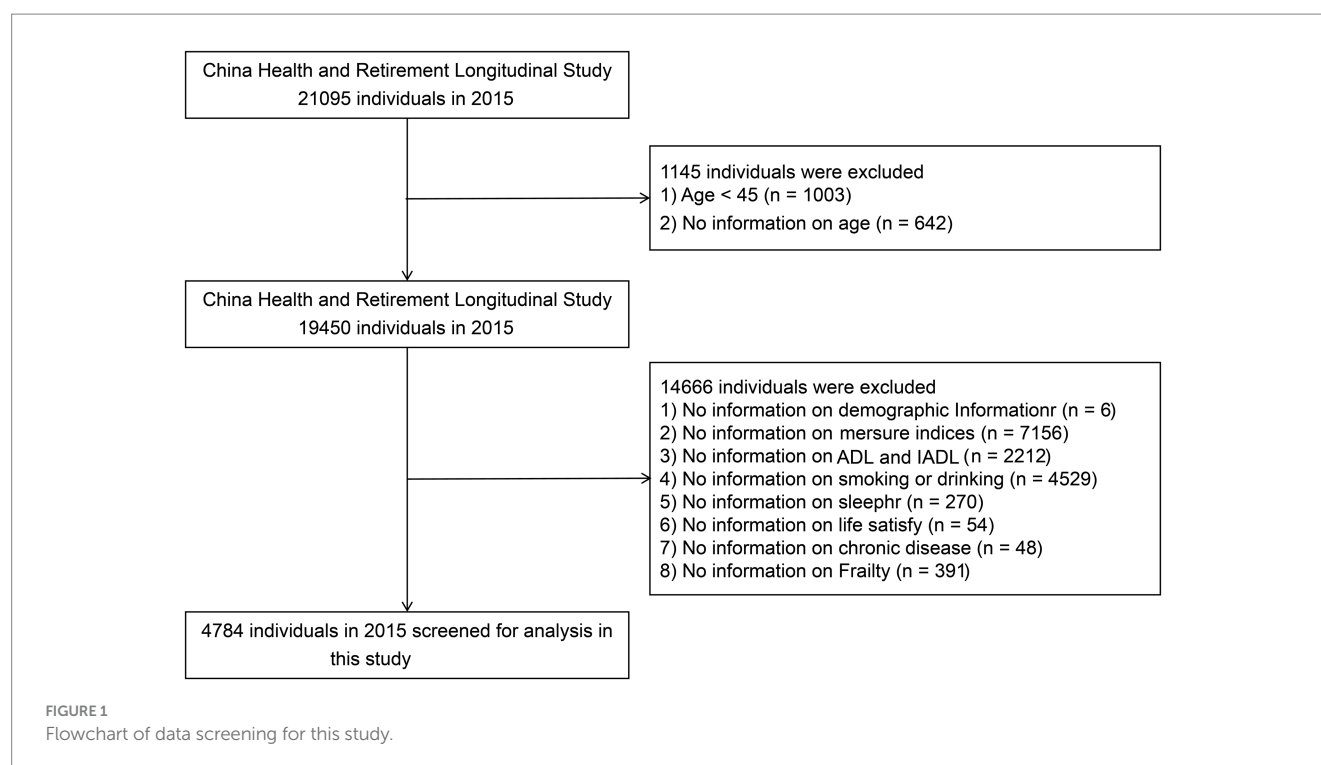 China Health and Retirement Longitudinal Study
21095 individuals in 2015
1145 individuals were excluded
1) Age < 45 (n = 1003)
2) No information on age (n = 642)
China Health and Retirement Longitudinal Study
19450 individuals in 2015
14666 individuals were excluded
1) No information on demographic Informationr (n = 6)
2) No information on mersure indices (n = 7156)
3) No information on ADL and IADL (n = 2212)
4) No information on smoking or drinking (n = 4529)
5) No information on sleephr (n = 270)
6) No information on life satisfy (n = 54)
7) No information on chronic disease (n = 48)
8) No information on Frailty (n = 391)
4784 individuals in 2015 screened for analysis in
this study
FIGURE 1
Flowchart of data screening for this study.